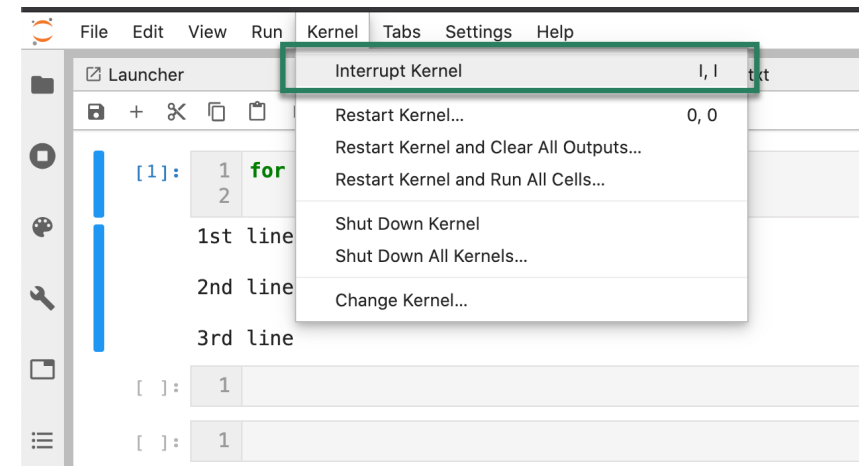 File Edit View Run Kernel Tabs Settings Help
Launcher
Interrupt Kernel I, I
Restart Kernel... 0, 0
Restart Kernel and Clear All Outputs...
Restart Kernel and Run All Cells...
Shut Down Kernel
Shut Down All Kernels...
Change Kernel...
[1]: 1 for
2
1st line
2nd line
3rd line
[ ]: 1
[ ]: 1